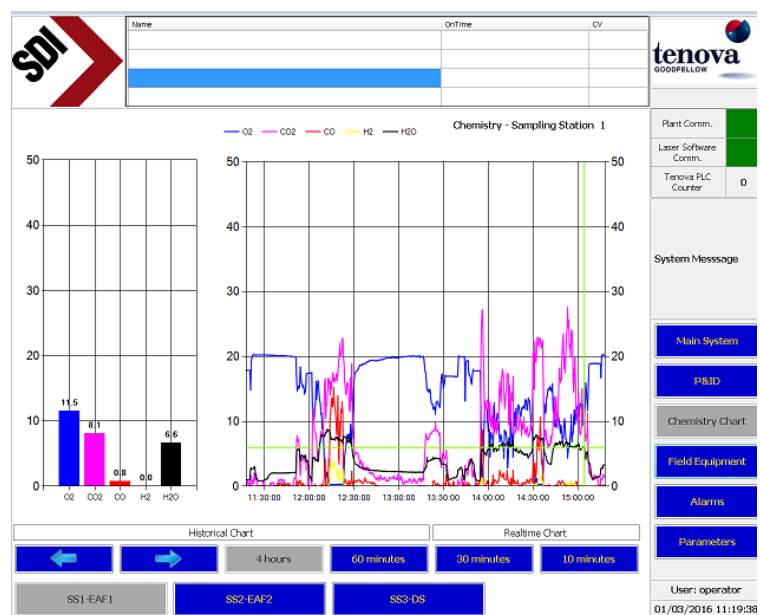 SDI
Name OnTime CV
tenova
GOODFELLOW
O2 CO2 CO H2 H2O
Chemistry - Sampling Station 1
Plant Comm.
Laser Software
Comm.
Tenova PLC
Counter
0
50
40
30
20
10
0
11.5
8.1
0.8
0.0
6.6
O2 CO2 CO H2 H2O
50
40
30
20
10
0
50
40
30
20
10
0
11:30:00 12:00:00 12:30:00 13:00:00 13:30:00 14:00:00 14:30:00 15:00:00
System Messsage
Main System
P&ID
Chemistry Chart
Field Equipment
Alarms
Parameters
Historical Chart
Realtime Chart
4 hours
60 minutes
30 minutes
10 minutes
SS1-EAF1
SS2-EAF2
SS3-DS
User: operator
01/03/2016 11:19:38